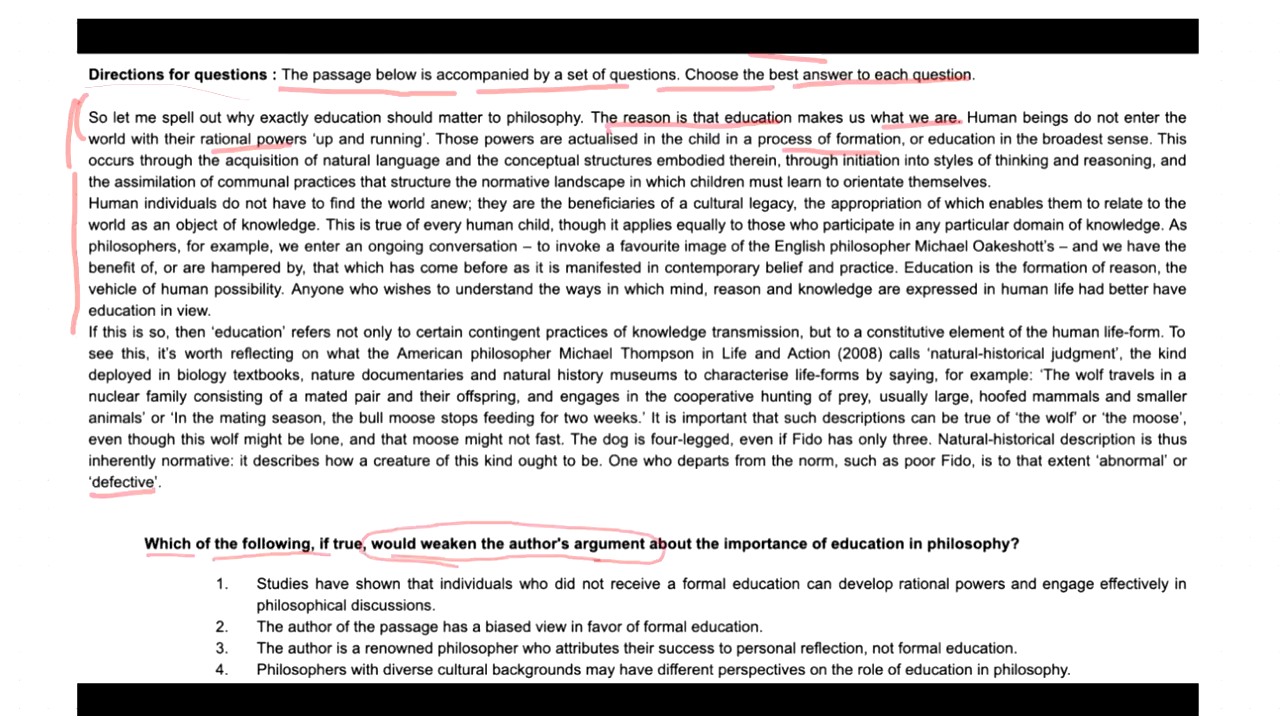 Directions for questions : The passage below is accompanied by a set of questions. Choose the best answer to each question.
So let me spell out why exactly education should matter to philosophy. The reason is that education makes us what we are. Human beings do not enter the
world with their rational powers ‘up and running’. Those powers are actualised in the child in a process of formation, or education in the broadest sense. This
occurs through the acquisition of natural language and the conceptual structures embodied therein, through initiation into styles of thinking and reasoning, and
the assimilation of communal practices that structure the normative landscape in which children must learn to orientate themselves.
Human individuals do not have to find the world anew; they are the beneficiaries of a cultural legacy, the appropriation of which enables them to relate to the
world as an object of knowledge. This is true of every human child, though it applies equally to those who participate in any particular domain of knowledge. As
philosophers, for example, we enter an ongoing conversation – to invoke a favourite image of the English philosopher Michael Oakeshott’s – and we have the
benefit of, or are hampered by, that which has come before as it is manifested in contemporary belief and practice. Education is the formation of reason, the
vehicle of human possibility. Anyone who wishes to understand the ways in which mind, reason and knowledge are expressed in human life had better have
education in view.
If this is so, then ‘education’ refers not only to certain contingent practices of knowledge transmission, but to a constitutive element of the human life-form. To
see this, it’s worth reflecting on what the American philosopher Michael Thompson in Life and Action (2008) calls ‘natural-historical judgment’, the kind
deployed in biology textbooks, nature documentaries and natural history museums to characterise life-forms by saying, for example: ‘The wolf travels in a
nuclear family consisting of a mated pair and their offspring, and engages in the cooperative hunting of prey, usually large, hoofed mammals and smaller
animals’ or ‘In the mating season, the bull moose stops feeding for two weeks.’ It is important that such descriptions can be true of ‘the wolf’ or ‘the moose’,
even though this wolf might be lone, and that moose might not fast. The dog is four-legged, even if Fido has only three. Natural-historical description is thus
inherently normative: it describes how a creature of this kind ought to be. One who departs from the norm, such as poor Fido, is to that extent ‘abnormal’ or
‘defective’.
Which of the following, if true, would weaken the author's argument about the importance of education in philosophy?
1. Studies have shown that individuals who did not receive a formal education can develop rational powers and engage effectively in
philosophical discussions.
2. The author of the passage has a biased view in favor of formal education.
3. The author is a renowned philosopher who attributes their success to personal reflection, not formal education.
4. Philosophers with diverse cultural backgrounds may have different perspectives on the role of education in philosophy.